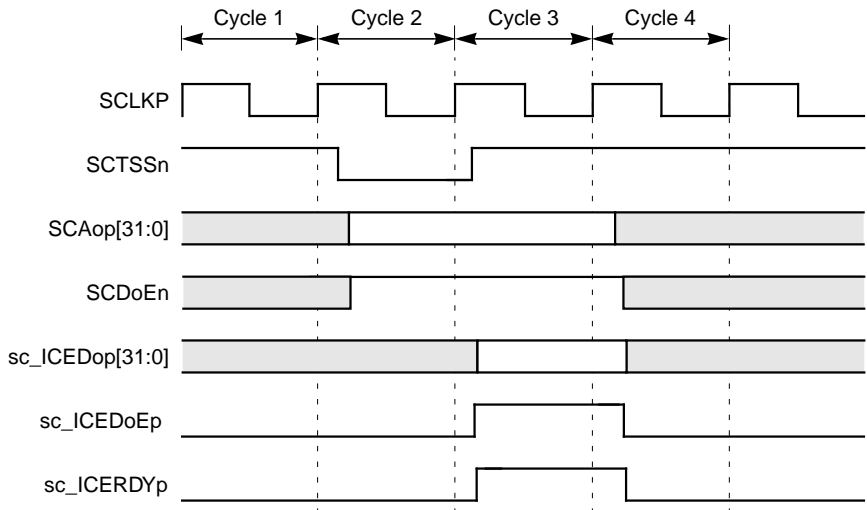 Cycle 1 Cycle 2 Cycle 3 Cycle 4
SCLKP
SCTSSn
SCAop[31:0]
SCDoEn
sc_ICEDop[31:0]
sc_ICEDoEp
sc_ICERDYp